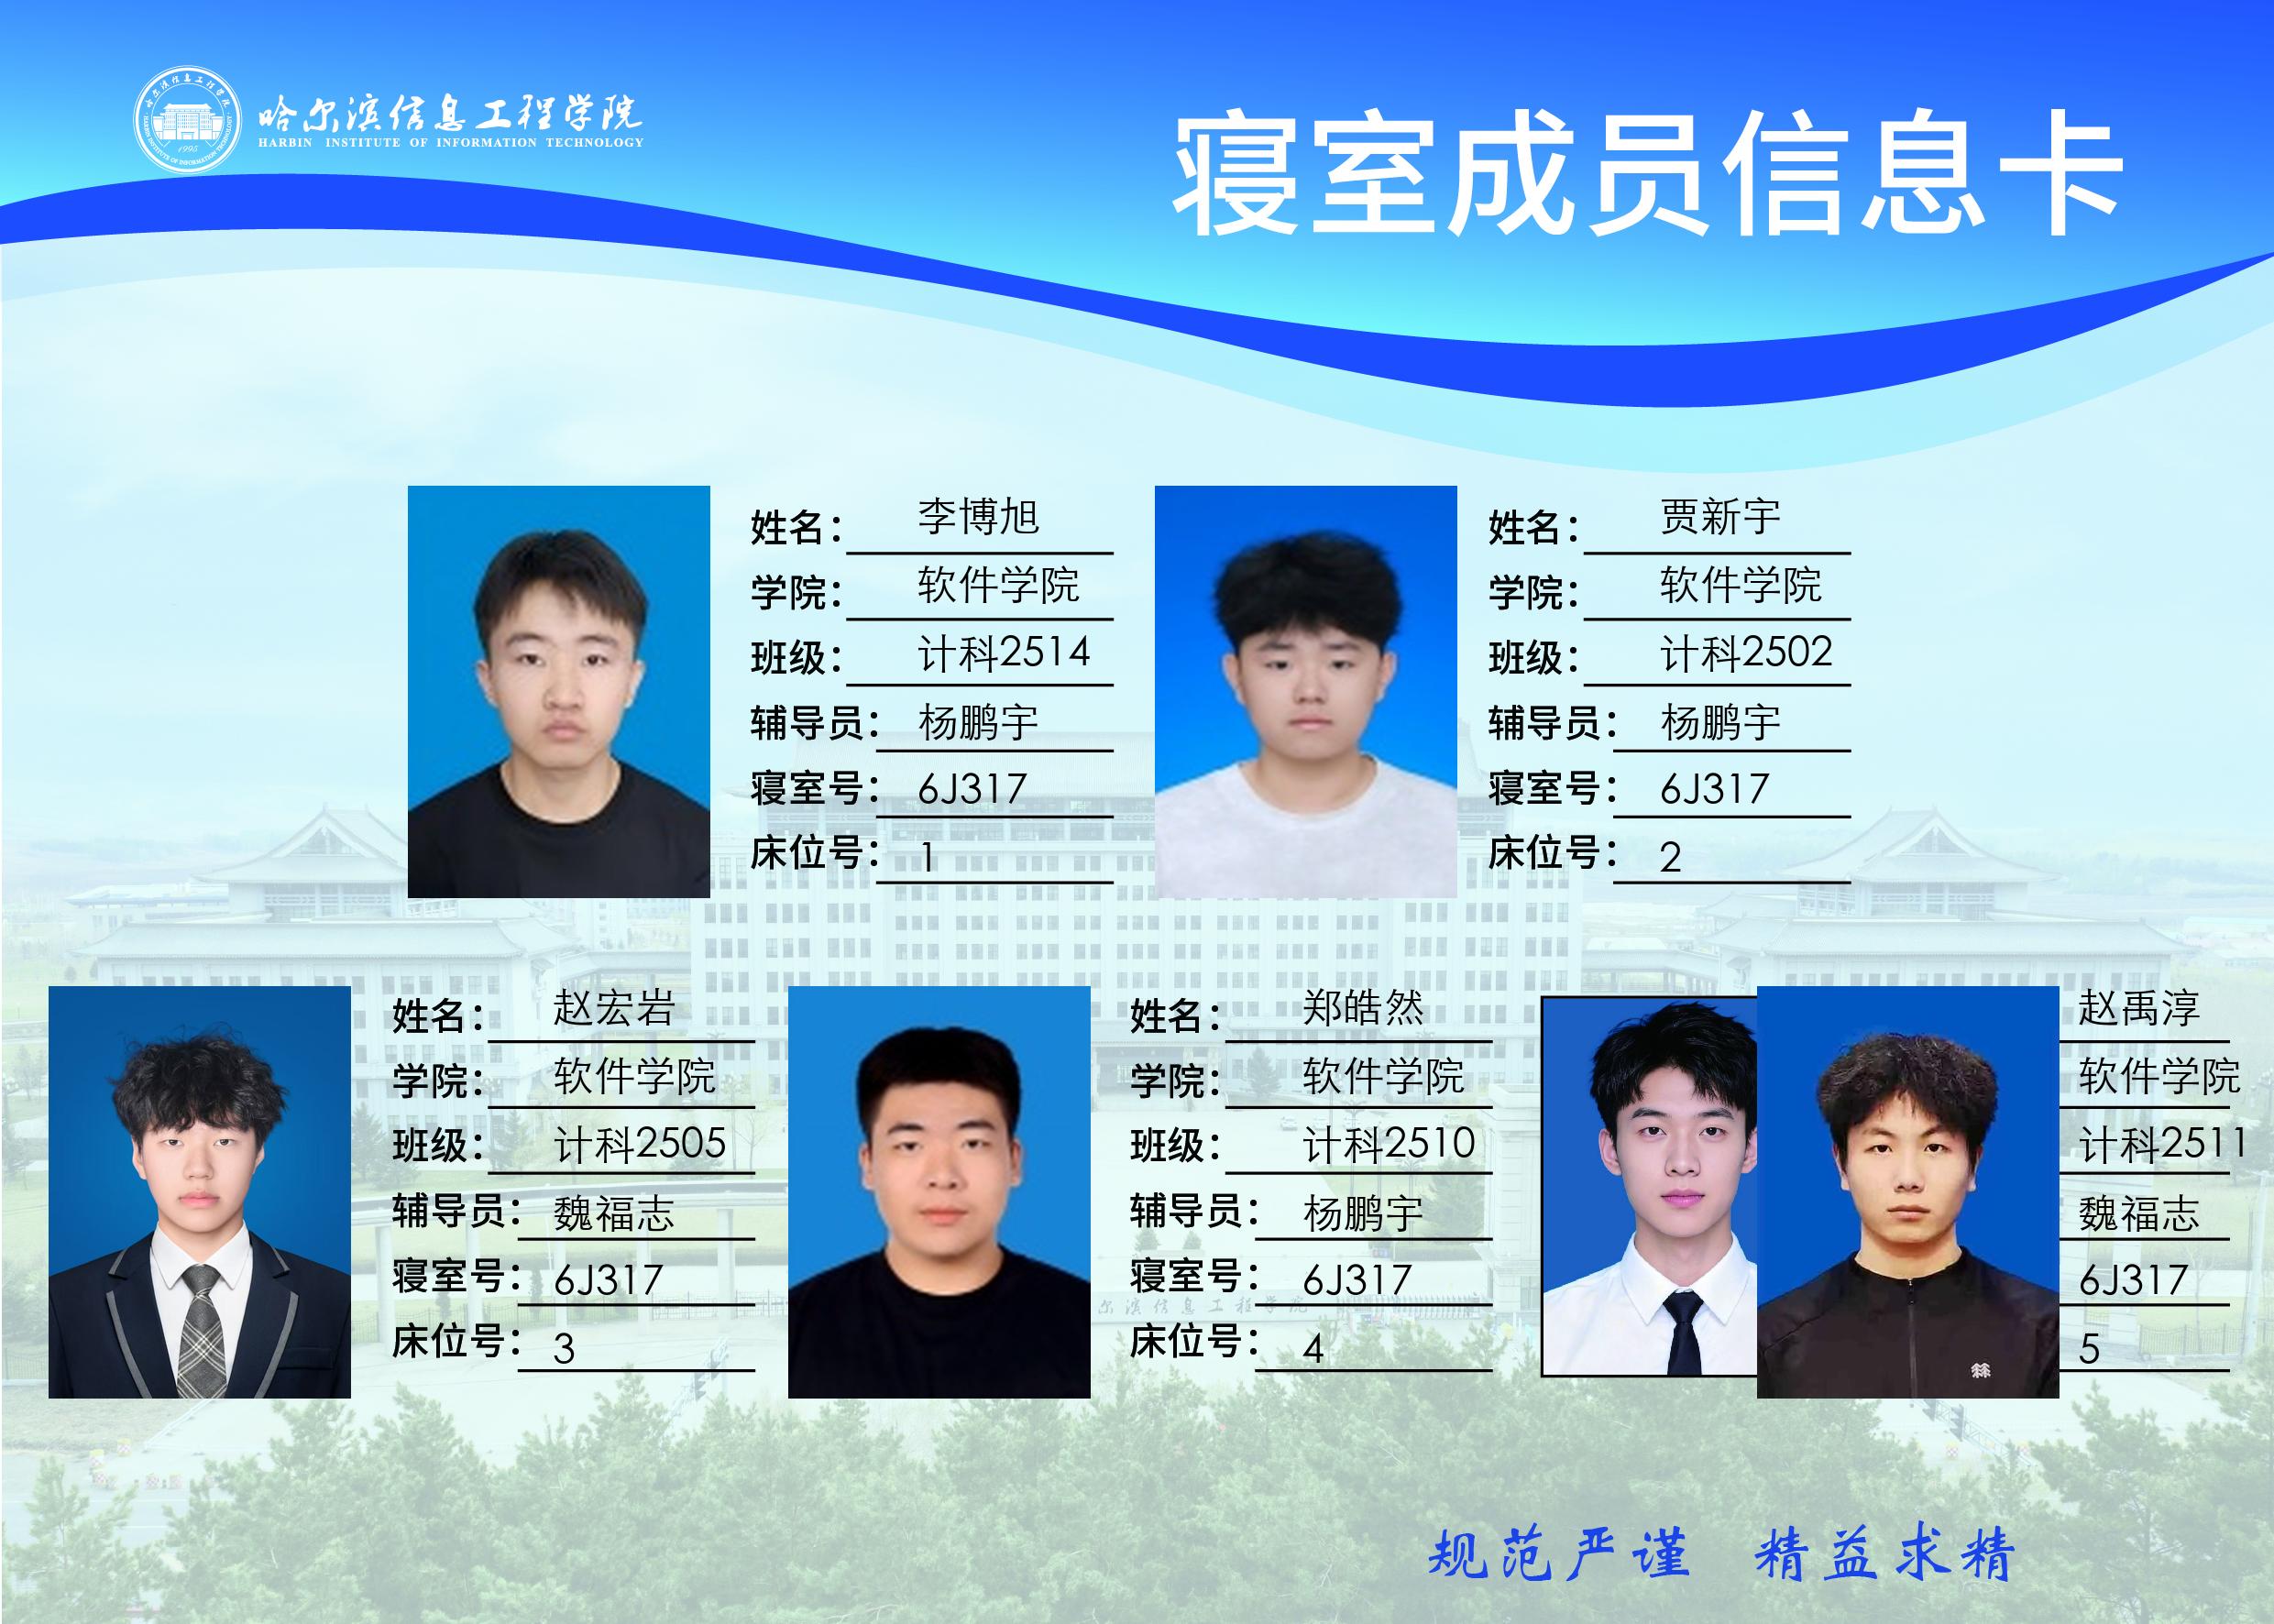 哈尔滨信息工程学院
HARBIN INSTITUTE OF INFORMATION TECHNOLOGY
1995
寝室成员信息卡
姓名： 李博旭
学院： 软件学院
班级： 计科2514
辅导员： 杨鹏宇
寝室号： 6J317
床位号： 1
姓名： 贾新宇
学院： 软件学院
班级： 计科2502
辅导员： 杨鹏宇
寝室号： 6J317
床位号： 2
姓名： 赵宏岩
学院： 软件学院
班级： 计科2505
辅导员： 魏福志
寝室号： 6J317
床位号： 3
姓名： 郑皓然
学院： 软件学院
班级： 计科2510
辅导员： 杨鹏宇
寝室号： 6J317
床位号： 4
赵禹淳
软件学院
计科2511
魏福志
6J317
5
尔滨信息工程学院
规范严谨 精益求精